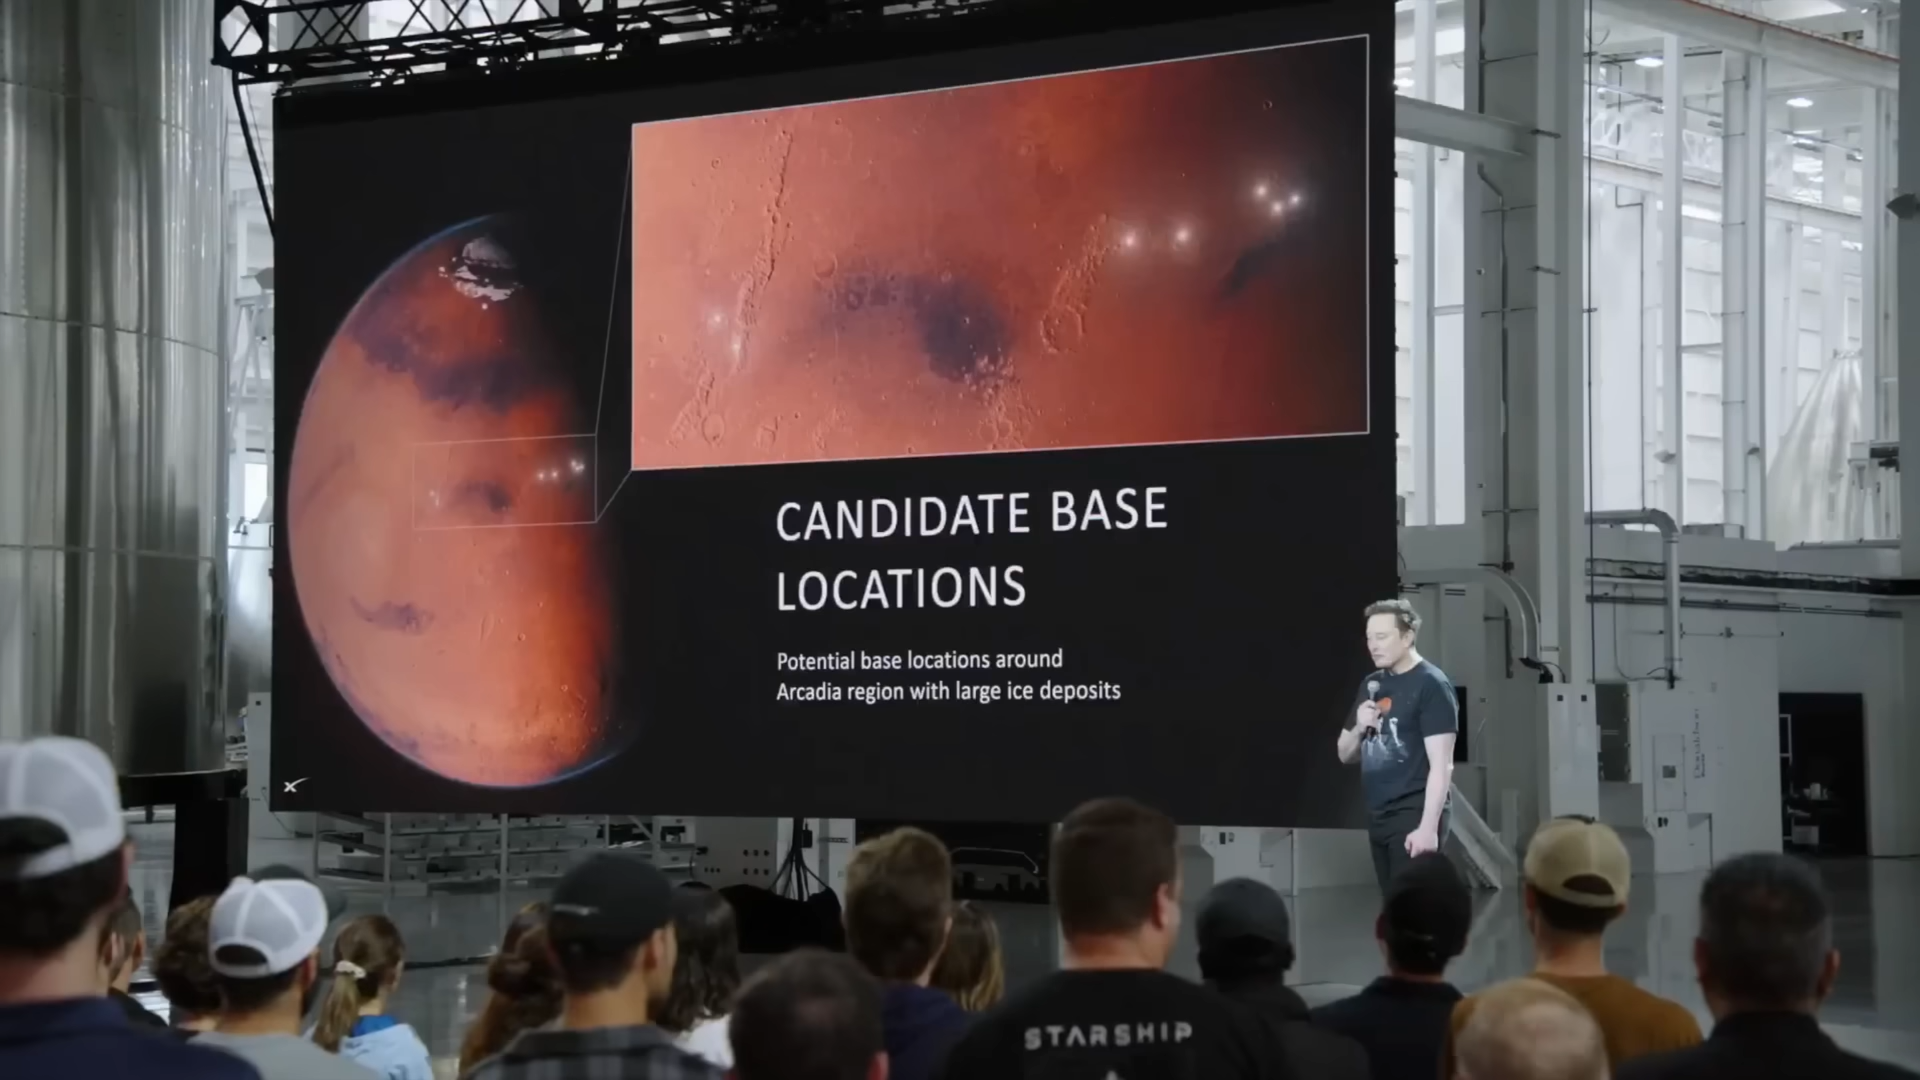 CANDIDATE BASE
LOCATIONS
Potential base locations around
Arcadia region with large ice deposits
STARSHIP